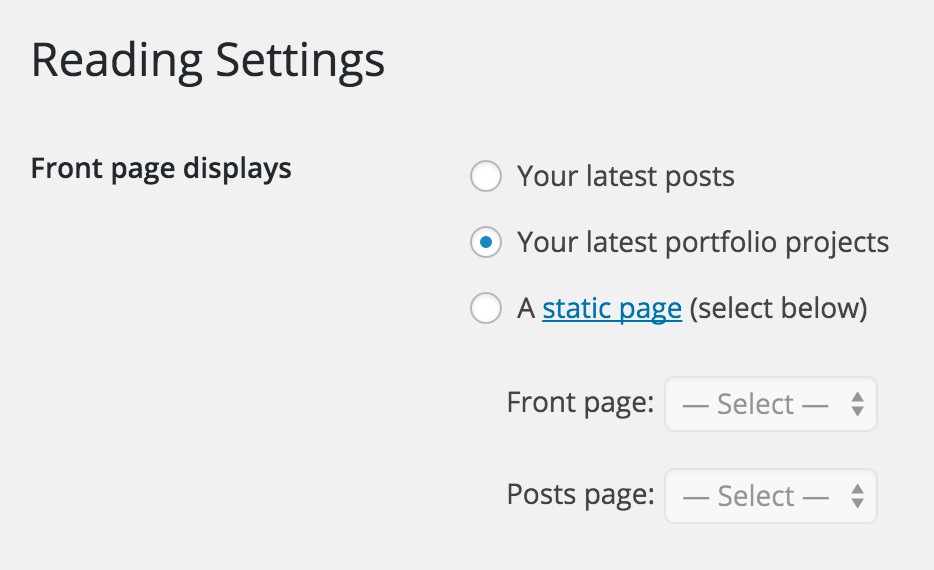 Reading Settings
Front page displays
Your latest posts
Your latest portfolio projects
A static page (select below)
Front page: — Select —
Posts page: — Select —